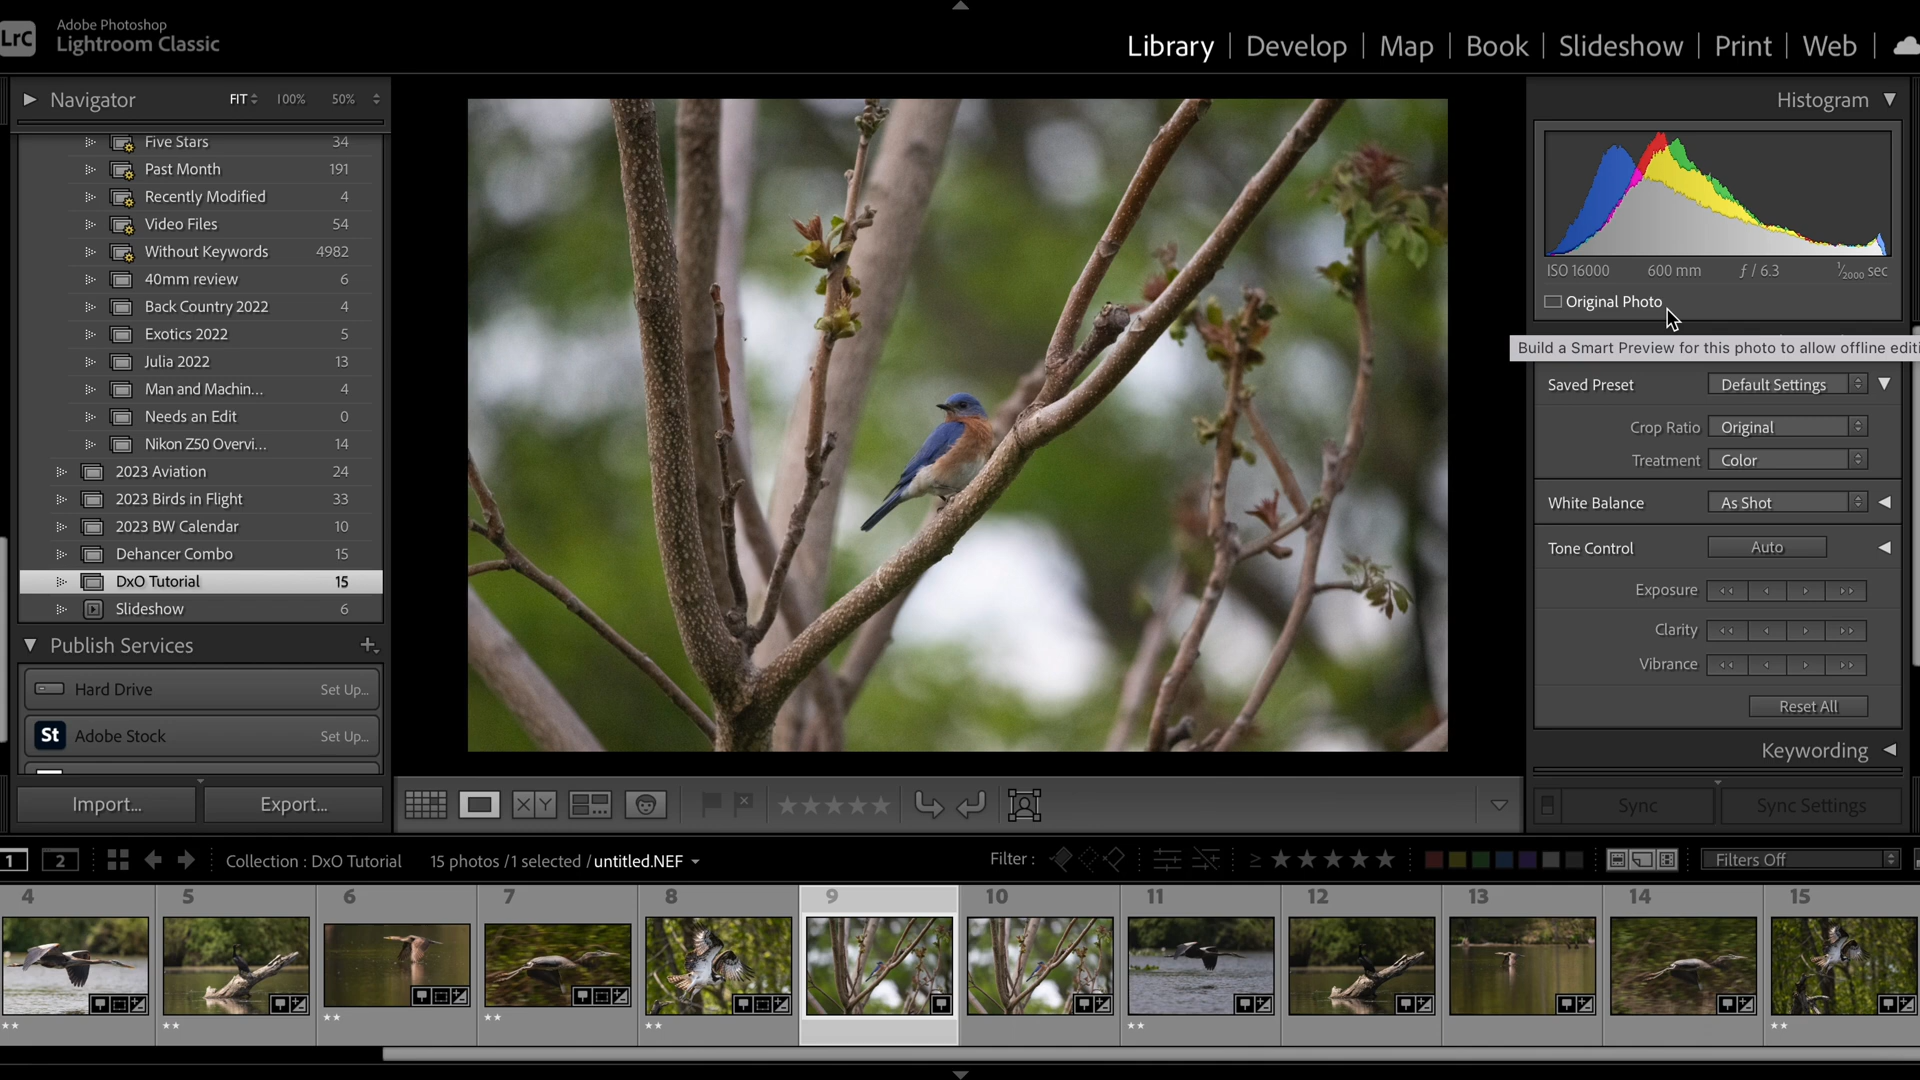 LrC
Adobe Photoshop
Lightroom Classic
Library | Develop | Map | Book | Slideshow | Print | Web |
Navigator FIT 100% 50%
Five Stars 34
Past Month 191
Recently Modified 4
Video Files 54
Without Keywords 4982
40mm review 6
Back Country 2022 4
Exotics 2022 5
Julia 2022 13
Man and Machin... 4
Needs an Edit 0
Nikon Z50 Overvi... 14
2023 Aviation 24
2023 Birds in Flight 33
2023 BW Calendar 10
Dehancer Combo 15
DxO Tutorial 15
Slideshow 6
Publish Services
Hard Drive Set Up...
St Adobe Stock Set Up...
Import... Export...
Histogram
ISO 16000 600 mm ƒ / 6.3 1/2000 sec
Original Photo
Build a Smart Preview for this photo to allow offline editi
Saved Preset Default Settings
Crop Ratio Original
Treatment Color
White Balance As Shot
Tone Control Auto
Exposure
Clarity
Vibrance
Reset All
Keywording
X Y
Sync Sync Settings
1 2 Collection : DxO Tutorial 15 photos / 1 selected / untitled.NEF Filter : ≥ Filters Off
4 5 6 7 8 9 10 11 12 13 14 15